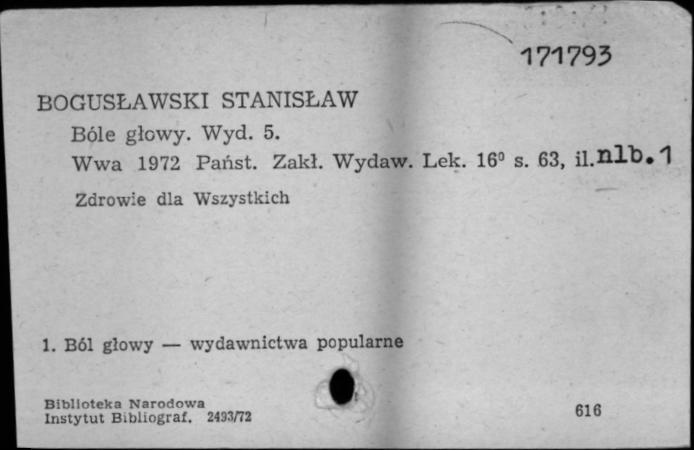 171793
BOGUSŁAWSKI STANISŁAW
Bóle głowy. Wyd. 5.
Wwa 1972 Państ. Zakł. Wydaw. Lek. 16⁰ s. 63, il. nlb. 1
Zdrowie dla Wszystkich
1. Ból głowy — wydawnictwa popularne
Biblioteka Narodowa
Instytut Bibliograf. 2493/72
616